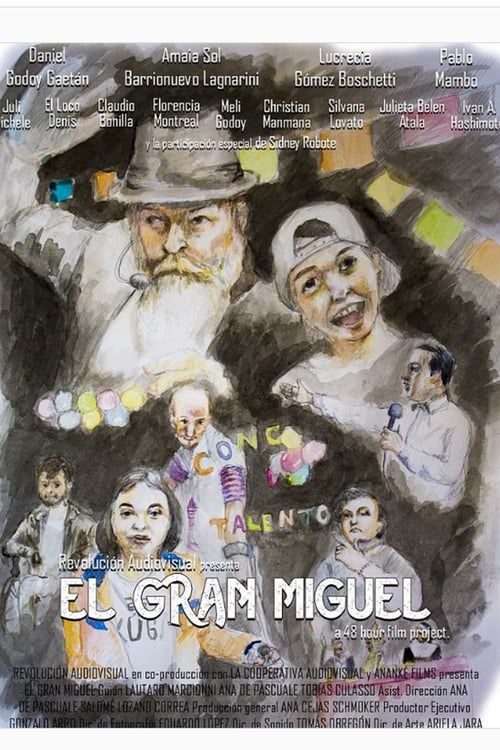 Daniel Amaia Sol Lucrecia Pablo
Godoy Gaetán Barrionuevo Lagnarini Gómez Boschetti Mambo
Juli El Loco Claudio Florencia Meli Christian Silvana Julieta Belen Ivan A.
ichele Denis Bonilla Montreal Godoy Manmana Lovato Atala Hashimot
y la participación especial de Sidney Robote
CONC
TALENTO
Revolución Audiovisual presenta
EL GRAN MIGUEL
a 48 hour film project.
REVOLUCIÓN AUDIOVISUAL en co-producción con LA COOPERATIVA AUDIOVISUAL y ANANKE FILMS presenta
EL GRAN MIGUEL Guión LAUTARO MARCIONNI ANA DE PASCUALE TOBIAS CULASSO Asist. Dirección ANA
DE PASCUALE SALOMÉ LOZANO CORREA Producción general ANA CEJAS SCHMOKER Productor Ejecutivo
GONZALO ARRO Dir. de Fotografía EDUARDO LÓPEZ Dir. de Sonido TOMÁS OBREGÓN Dir. de Arte ARIELA JARA